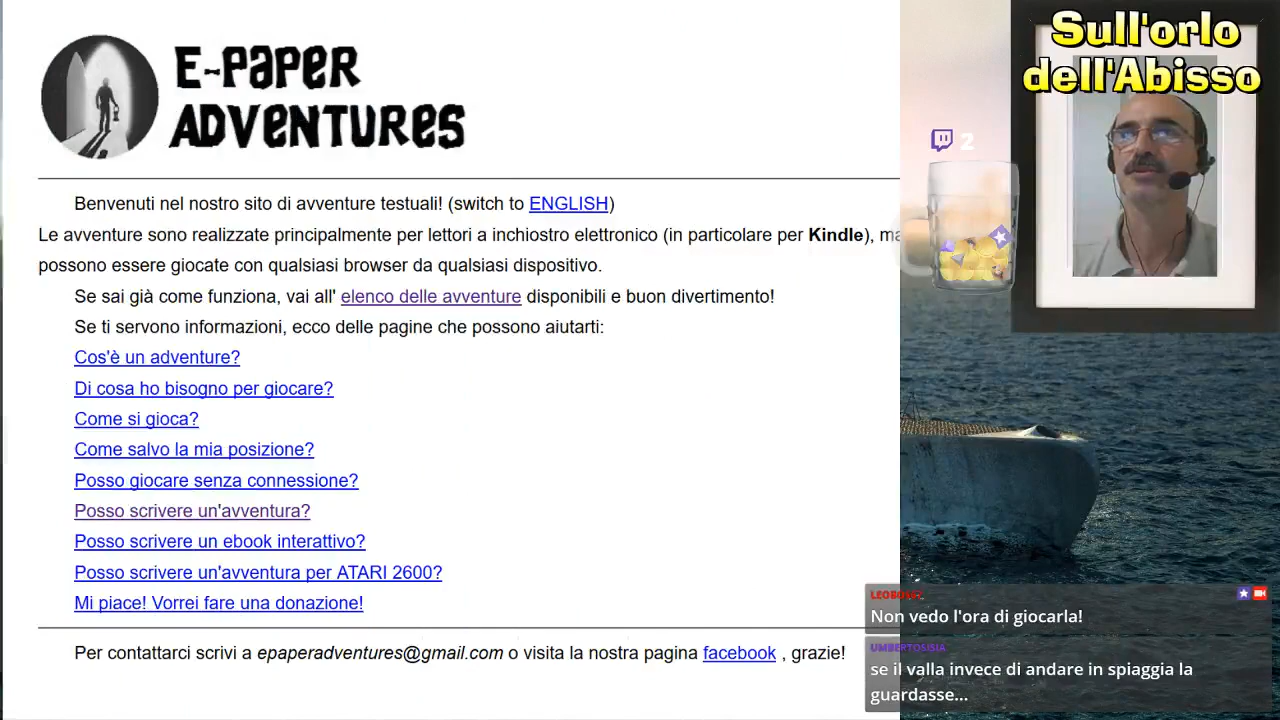 E-PAPER
ADVENTURES
Benvenuti nel nostro sito di avventure testuali! (switch to ENGLISH)
Le avventure sono realizzate principalmente per lettori a inchiostro elettronico (in particolare per Kindle), ma
possono essere giocate con qualsiasi browser da qualsiasi dispositivo.
Se sai già come funziona, vai all' elenco delle avventure disponibili e buon divertimento!
Se ti servono informazioni, ecco delle pagine che possono aiutarti:
Cos'è un adventure?
Di cosa ho bisogno per giocare?
Come si gioca?
Come salvo la mia posizione?
Posso giocare senza connessione?
Posso scrivere un'avventura?
Posso scrivere un ebook interattivo?
Posso scrivere un'avventura per ATARI 2600?
Mi piace! Vorrei fare una donazione!
Per contattarci scrivi a epaperadventures@gmail.com o visita la nostra pagina facebook , grazie!
Sull'orlo
dell'Abisso
2
Non vedo l'ora di giocarla!
UMBERTOSISIA
se il valla invece di andare in spiaggia la
guardasse...